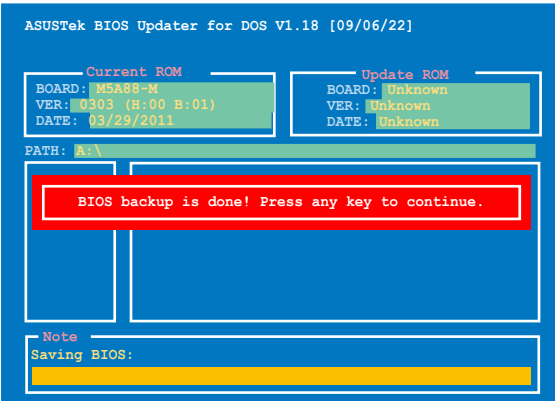 ASUSTek BIOS Updater for DOS V1.18 [09/06/22]
Current ROM
BOARD: M5A88-M
VER: 0303 (H:00 B:01)
DATE: 03/29/2011
Update ROM
BOARD: Unknown
VER: Unknown
DATE: Unknown
PATH: A:\
BIOS backup is done! Press any key to continue.
Note
Saving BIOS: